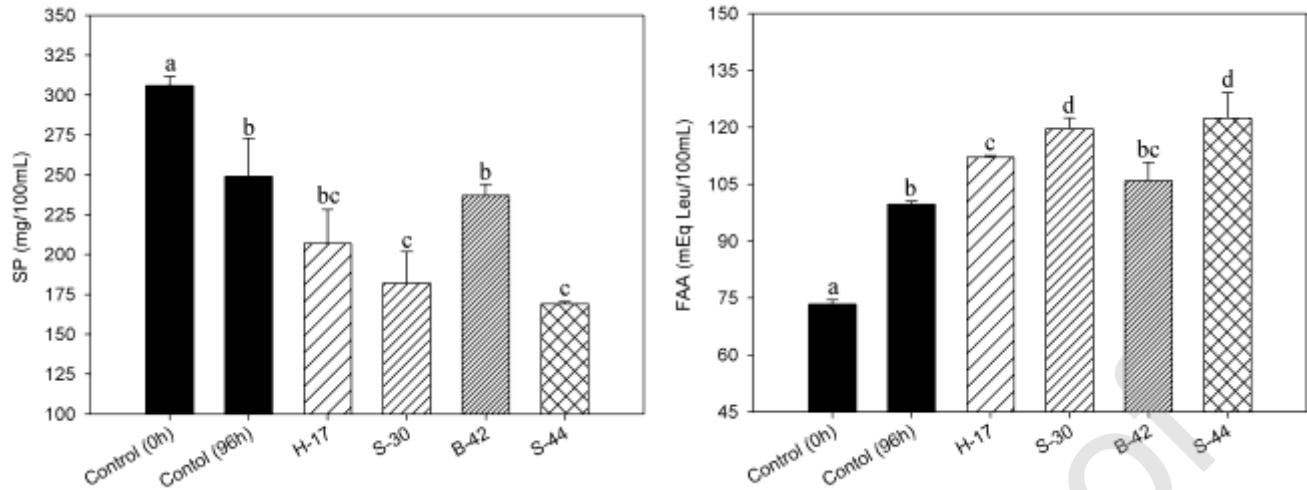 350
325
300
275
250
225
200
175
150
125
100
SP (mg/100mL)
a
b
bc
c
b
c
Control (0h)
Contol (96h)
H-17
S-30
B-42
S-44
150
135
120
105
90
75
60
45
FAA (mEq Leu/100mL)
a
b
c
d
bc
d
Control (0h)
Control (96h)
H-17
S-30
B-42
S-44